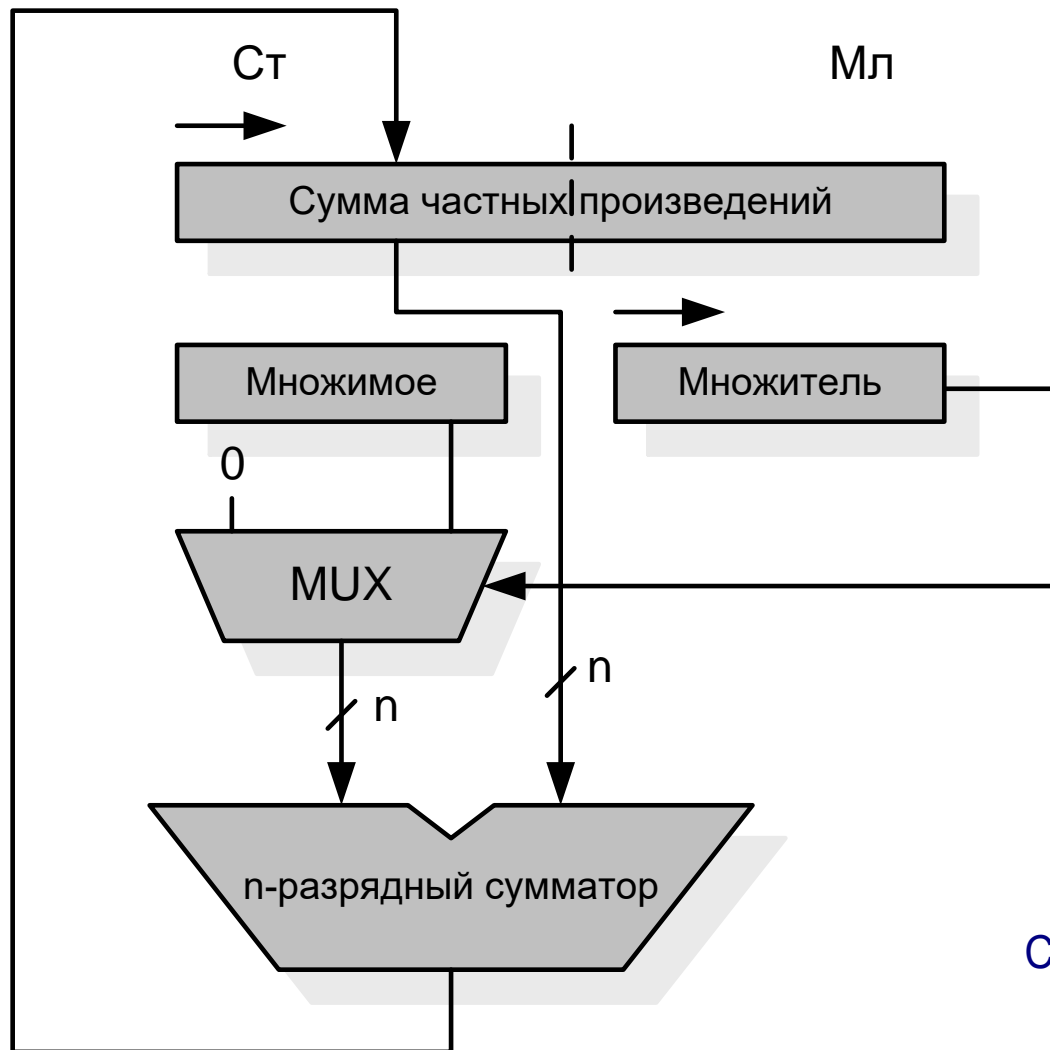 Ст
Мл
Сумма частных произведений
Множимое
Множитель
0
MUX
n
n
n-разрядный сумматор
С